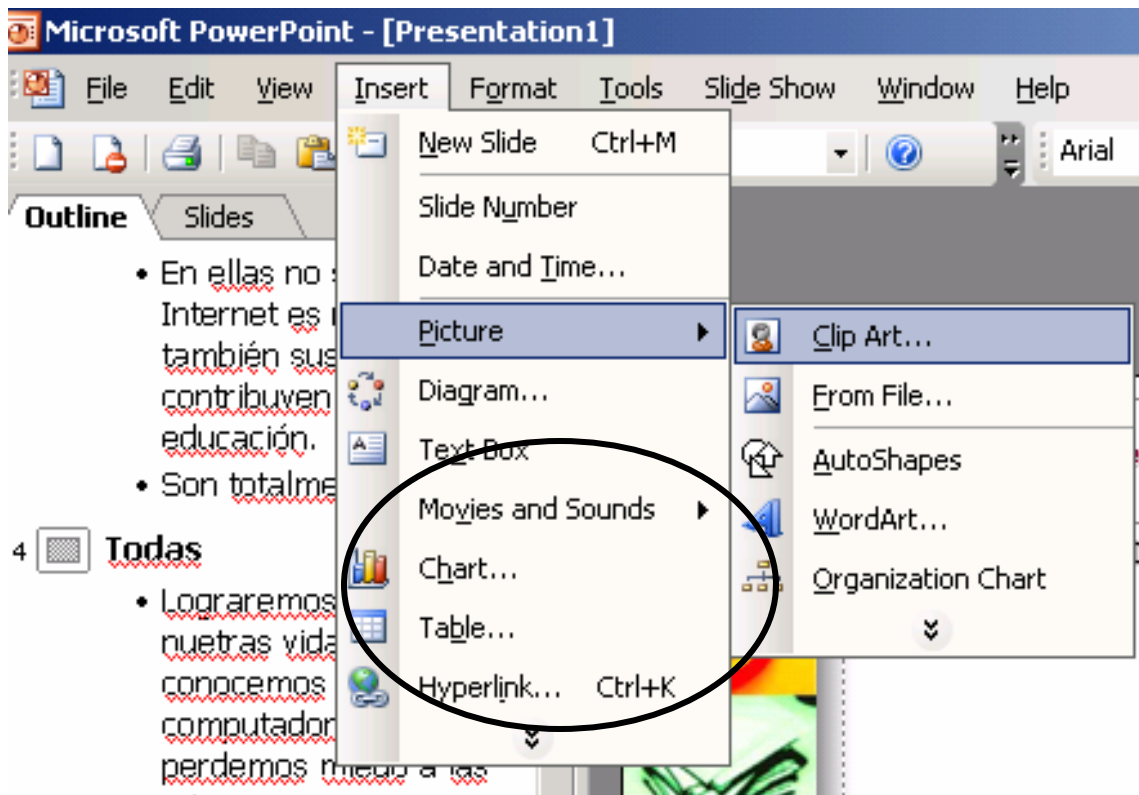 Microsoft PowerPoint - [Presentation1]
File Edit View Insert Format Tools Slide Show Window Help
Arial
Outline Slides
• En ellas no
Internet es
también sus
contribuyen
educación.
• Son totalme
4 Todas
• Lograremos
nuetras vida
conocemos
computador
perdemos miedo a las
New Slide Ctrl+M
Slide Number
Date and Time...
Picture
Diagram...
Text Box
Movies and Sounds
Chart...
Table...
Hyperlink... Ctrl+K
Clip Art...
From File...
AutoShapes
WordArt...
Organization Chart